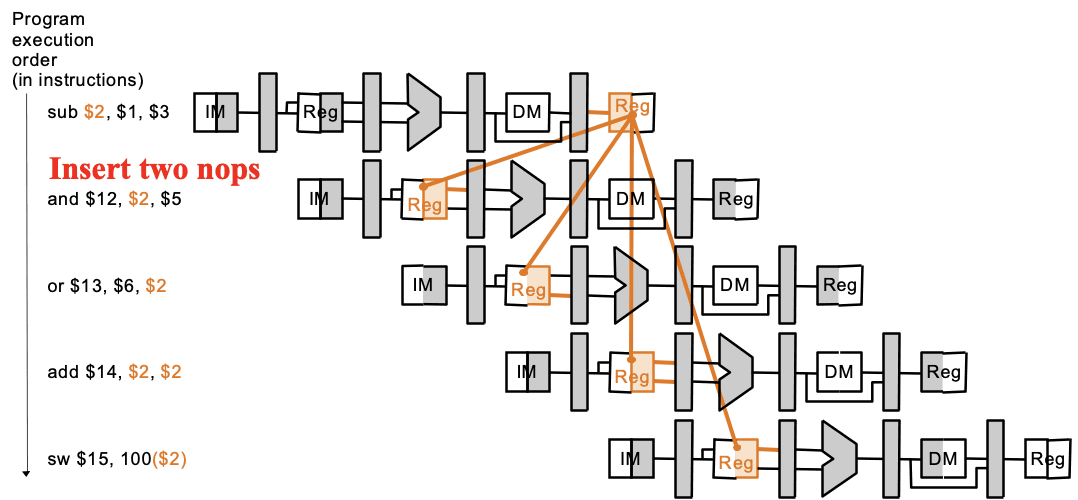 Program
execution
order
(in instructions)
sub $2, $1, $3
IM Reg DM Reg
Insert two nops
and $12, $2, $5
IM Reg DM Reg
or $13, $6, $2
IM Reg DM Reg
add $14, $2, $2
IM Reg DM Reg
sw $15, 100($2)
IM Reg DM Reg